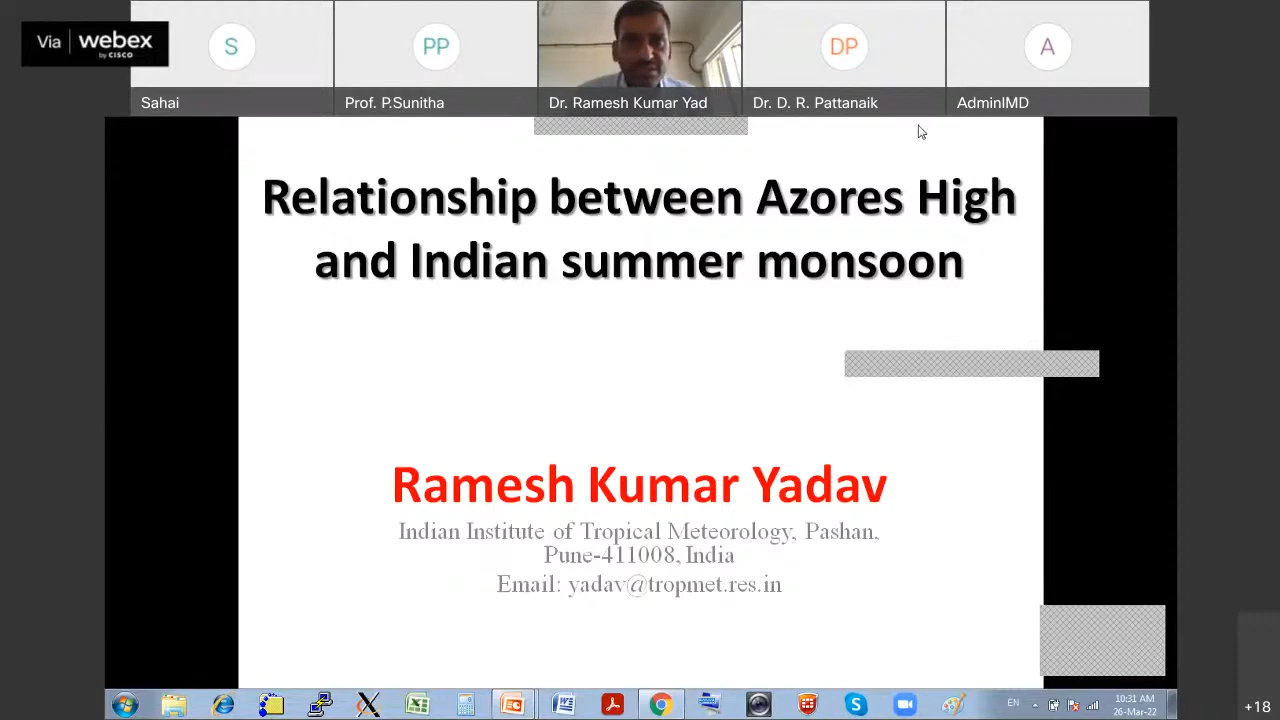 Via webex
by CISCO
S
PP
DP
A
Sahai
Prof. P.Sunitha
Dr. Ramesh Kumar Yad
Dr. D. R. Pattanaik
AdminIMD
Relationship between Azores High
and Indian summer monsoon
Ramesh Kumar Yadav
Indian Institute of Tropical Meteorology, Pashan,
Pune-411008, India
Email: yadav@tropmet.res.in
EN
10:31 AM
26-Mar-22
+18